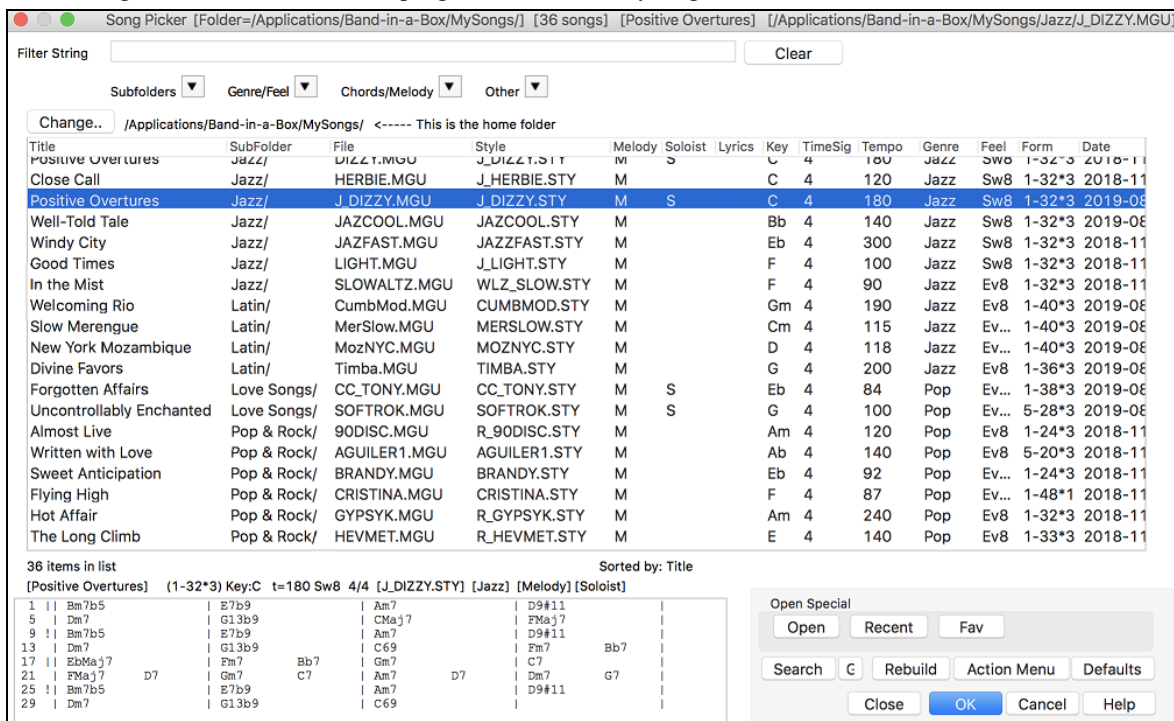 Song Picker [Folder=/Applications/Band-in-a-Box/MySongs/] [36 songs] [Positive Overtures] [/Applications/Band-in-a-Box/MySongs/Jazz/J_DIZZY.MGU]
Filter String Clear
Subfolders ▼ Genre/Feel ▼ Chords/Melody ▼ Other ▼
Change.. /Applications/Band-in-a-Box/MySongs/ <----- This is the home folder
Title SubFolder File Style Melody Soloist Lyrics Key TimeSig Tempo Genre Feel Form Date
Positive Overtures Jazz/ DIZZY.MGU J_DIZZY.STY M S C 4 180 Jazz Sw8 1-32*3 2018-11
Close Call Jazz/ HERBIE.MGU J_HERBIE.STY M C 4 120 Jazz Sw8 1-32*3 2018-11
Positive Overtures Jazz/ J_DIZZY.MGU J_DIZZY.STY M S C 4 180 Jazz Sw8 1-32*3 2019-08
Well-Told Tale Jazz/ JAZCOOL.MGU JAZCOOL.STY M Bb 4 140 Jazz Sw8 1-32*3 2018-11
Windy City Jazz/ JAZFAST.MGU JAZZFAST.STY M Eb 4 300 Jazz Sw8 1-32*3 2018-11
Good Times Jazz/ LIGHT.MGU J_LIGHT.STY M F 4 100 Jazz Sw8 1-32*3 2018-11
In the Mist Jazz/ SLOWALTZ.MGU WLZ_SLOW.STY M F 4 90 Jazz Ev8 1-32*3 2018-11
Welcoming Rio Latin/ CumbMod.MGU CUMBMOD.STY M Gm 4 190 Jazz Ev8 1-40*3 2019-08
Slow Merengue Latin/ MerSlow.MGU MERSLOW.STY M Cm 4 115 Jazz Ev... 1-40*3 2019-08
New York Mozambique Latin/ MozNYC.MGU MOZNYC.STY M D 4 118 Jazz Ev... 1-40*3 2019-08
Divine Favors Latin/ Timba.MGU TIMBA.STY M G 4 200 Jazz Ev8 1-36*3 2019-08
Forgotten Affairs Love Songs/ CC_TONY.MGU CC_TONY.STY M S Eb 4 84 Pop Ev... 1-38*3 2019-08
Uncontrollably Enchanted Love Songs/ SOFTROK.MGU SOFTROK.STY M S G 4 100 Pop Ev... 5-28*3 2019-08
Almost Live Pop & Rock/ 90DISC.MGU R_90DISC.STY M Am 4 120 Pop Ev8 1-24*3 2018-11
Written with Love Pop & Rock/ AGUILER1.MGU AGUILER1.STY M Ab 4 140 Pop Ev8 5-20*3 2018-11
Sweet Anticipation Pop & Rock/ BRANDY.MGU BRANDY.STY M Eb 4 92 Pop Ev... 1-24*3 2018-11
Flying High Pop & Rock/ CRISTINA.MGU CRISTINA.STY M F 4 87 Pop Ev... 1-48*1 2018-11
Hot Affair Pop & Rock/ GYPSYK.MGU R_GYPSYK.STY M Am 4 240 Pop Ev8 1-32*3 2018-11
The Long Climb Pop & Rock/ HEVMET.MGU R_HEVMET.STY M E 4 140 Pop Ev8 1-33*3 2018-11
36 items in list Sorted by: Title
[Positive Overtures] (1-32*3) Key:C t=180 Sw8 4/4 [J_DIZZY.STY] [Jazz] [Melody] [Soloist]
1 || Bm7b5 | E7b9 | Am7 | D9#11 |
5 | Dm7 | G13b9 | CMaj7 | FMaj7 |
9 !| Bm7b5 | E7b9 | Am7 | D9#11 |
13 | Dm7 | G13b9 | C69 | Fm7 Bb7 |
17 || EbMaj7 | Fm7 Bb7 | Gm7 | C7 |
21 | FMaj7 D7 | Gm7 C7 | Am7 D7 | Dm7 G7 |
25 !| Bm7b5 | E7b9 | Am7 | D9#11 |
29 | Dm7 | G13b9 | C69 | |
Open Special
Open Recent Fav
Search G Rebuild Action Menu Defaults
Close OK Cancel Help